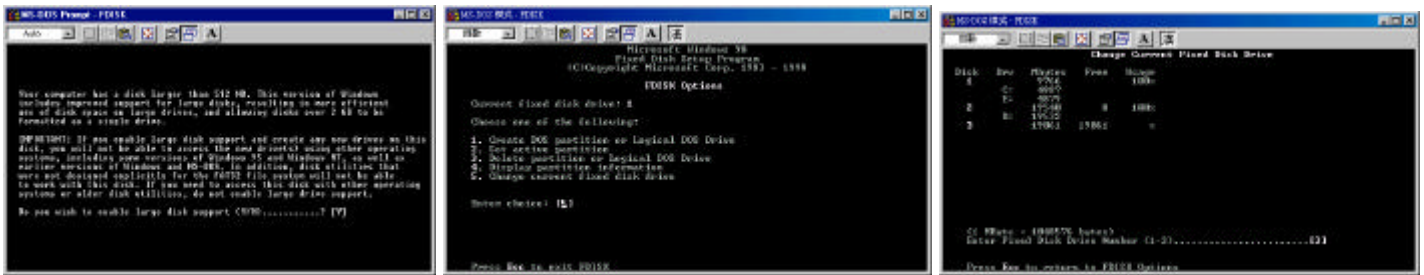 MS-DOS Prompt - FDISK
Auto
Your computer has a disk larger than 512 MB. This version of Windows
includes improved support for large disks, resulting in more efficient
use of disk space on large drives, and allowing disks over 2 GB to be
formatted as a single drive.
IMPORTANT: If you enable large disk support and create any new drives on this
disk, you will not be able to access the new drive(s) using other operating
systems, including some versions of Windows 95 and Windows NT, as well as
earlier versions of Windows and MS-DOS. In addition, disk utilities that
were not designed explicitly for the FAT32 file system will not be able
to work with this disk. If you need to access this disk with other operating
systems or older disk utilities, do not enable large drive support.
Do you wish to enable large disk support (Y/N)...........? [Y]
MS-DOS 模式 - FDISK
Microsoft Windows 98
Fixed Disk Setup Program
(C)Copyright Microsoft Corp. 1983 - 1998
FDISK Options
Current fixed disk drive: 1
Choose one of the following:
1. Create DOS partition or Logical DOS Drive
2. Set active partition
3. Delete partition or Logical DOS Drive
4. Display partition information
5. Change current fixed disk drive
Enter choice:
Press Esc to exit FDISK
MS-DOS 模式 - FDISK
Change Current Fixed Disk Drive
Disk Drv Mbytes Free Usage
1 100%
C:
2 0 100%
3
(1 MByte = 1048576 bytes)
Enter Fixed Disk Drive Number (1-3)
Press Esc to return to FDISK Options